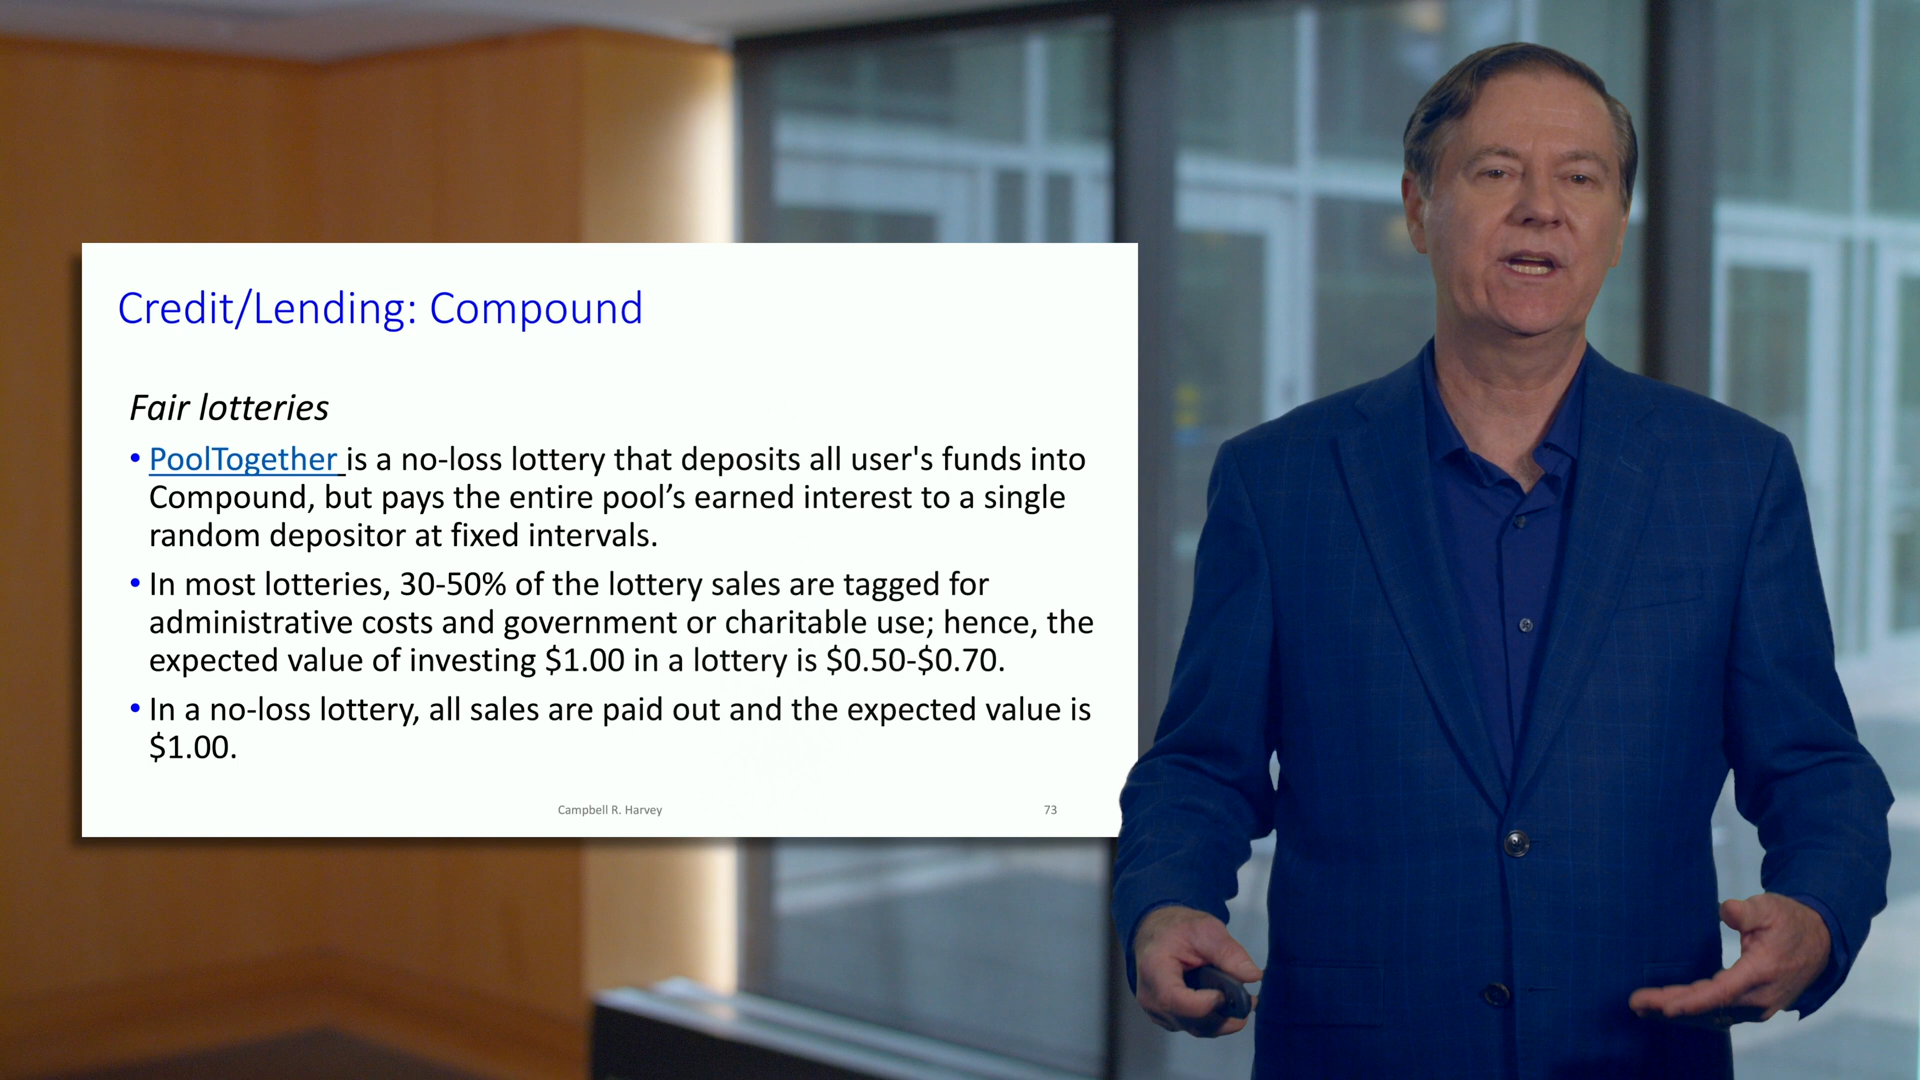 Credit/Lending: Compound
Fair lotteries
• PoolTogether is a no-loss lottery that deposits all user's funds into
Compound, but pays the entire pool’s earned interest to a single
random depositor at fixed intervals.
• In most lotteries, 30-50% of the lottery sales are tagged for
administrative costs and government or charitable use; hence, the
expected value of investing $1.00 in a lottery is $0.50-$0.70.
• In a no-loss lottery, all sales are paid out and the expected value is
$1.00.
Campbell R. Harvey
73